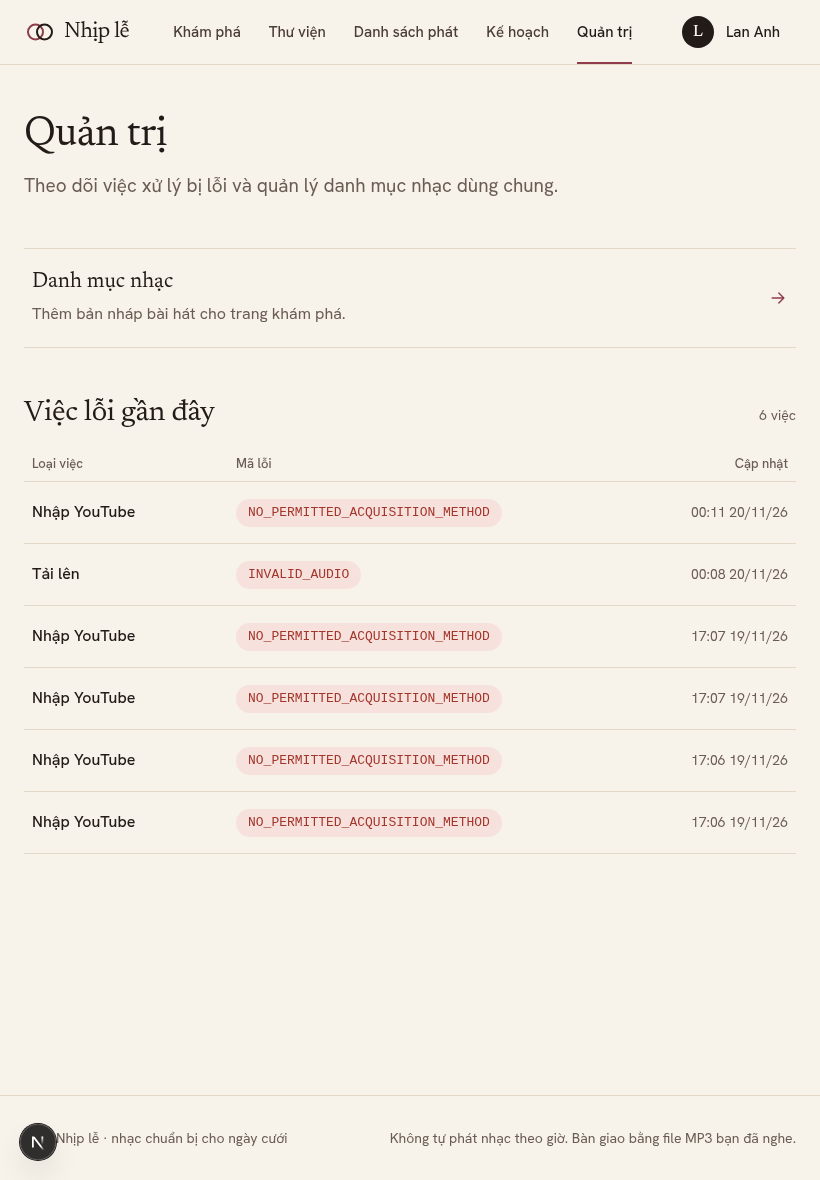 Nhịp lễ
Khám phá
Thư viện
Danh sách phát
Kế hoạch
Quản trị
L
Lan Anh
Quản trị
Theo dõi việc xử lý bị lỗi và quản lý danh mục nhạc dùng chung.
Danh mục nhạc
Thêm bản nháp bài hát cho trang khám phá.
Việc lỗi gần đây
6 việc
Loại việc Mã lỗi Cập nhật
Nhập YouTube NO_PERMITTED_ACQUISITION_METHOD 00:11 20/11/26
Tải lên INVALID_AUDIO 00:08 20/11/26
Nhập YouTube NO_PERMITTED_ACQUISITION_METHOD 17:07 19/11/26
Nhập YouTube NO_PERMITTED_ACQUISITION_METHOD 17:07 19/11/26
Nhập YouTube NO_PERMITTED_ACQUISITION_METHOD 17:06 19/11/26
Nhập YouTube NO_PERMITTED_ACQUISITION_METHOD 17:06 19/11/26
N
Nhịp lễ · nhạc chuẩn bị cho ngày cưới
Không tự phát nhạc theo giờ. Bàn giao bằng file MP3 bạn đã nghe.